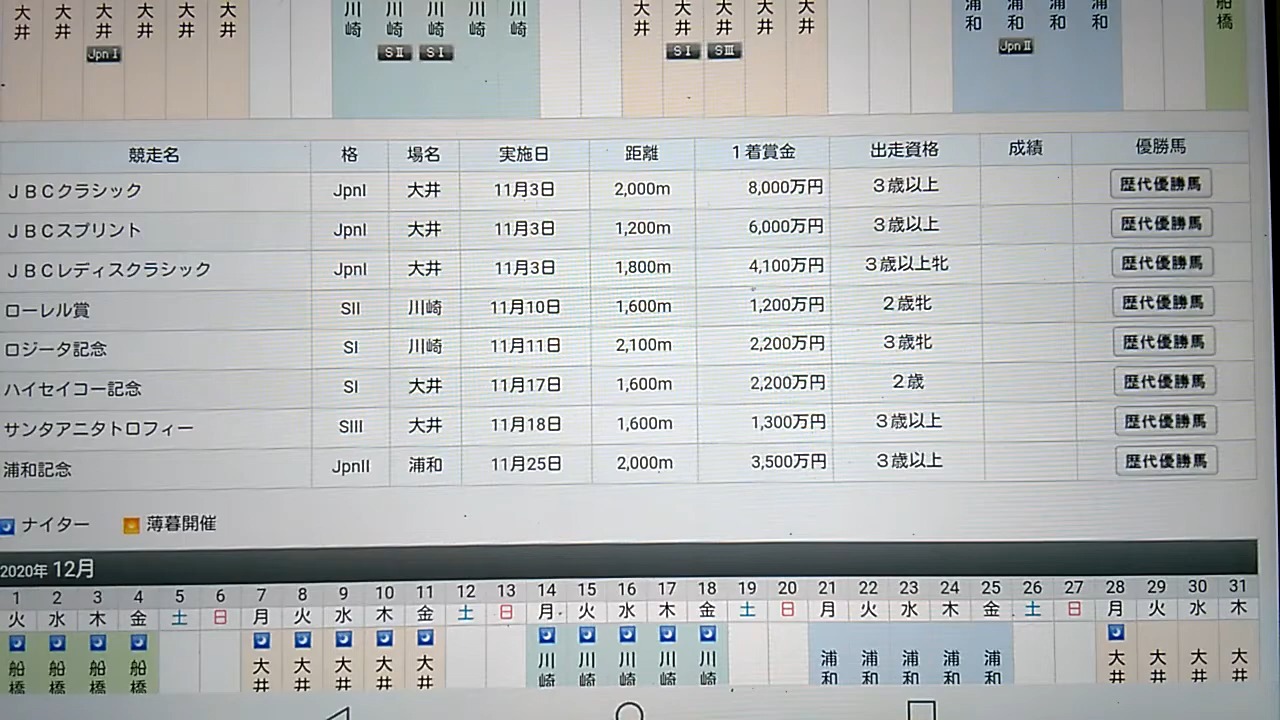 大井 大井 大井 大井 大井 大井 川崎 川崎 川崎 川崎 川崎 大井 大井 大井 大井 大井 浦和 浦和 浦和 浦和 船橋
JpnⅠ SⅡ SⅠ SⅠ SⅢ JpnⅡ
競走名 格 場名 実施日 距離 1着賞金 出走資格 成績 優勝馬
ＪＢＣクラシック JpnI 大井 11月3日 2,000m 8,000万円 ３歳以上 歴代優勝馬
ＪＢＣスプリント JpnI 大井 11月3日 1,200m 6,000万円 ３歳以上 歴代優勝馬
ＪＢＣレディスクラシック JpnI 大井 11月3日 1,800m 4,100万円 ３歳以上牝 歴代優勝馬
ローレル賞 SII 川崎 11月10日 1,600m 1,200万円 ２歳牝 歴代優勝馬
ロジータ記念 SI 川崎 11月11日 2,100m 2,200万円 ３歳牝 歴代優勝馬
ハイセイコー記念 SI 大井 11月17日 1,600m 2,200万円 ２歳 歴代優勝馬
サンタアニタトロフィー SIII 大井 11月18日 1,600m 1,300万円 ３歳以上 歴代優勝馬
浦和記念 JpnII 浦和 11月25日 2,000m 3,500万円 ３歳以上 歴代優勝馬
ナイター 薄暮開催
2020年 12月
1 2 3 4 5 6 7 8 9 10 11 12 13 14 15 16 17 18 19 20 21 22 23 24 25 26 27 28 29 30 31
火 水 木 金 土 日 月 火 水 木 金 土 日 月 火 水 木 金 土 日 月 火 水 木 金 土 日 月 火 水 木
船橋 船橋 船橋 船橋 大井 大井 大井 大井 大井 川崎 川崎 川崎 川崎 川崎 浦和 浦和 浦和 浦和 浦和 大井 大井 大井 大井